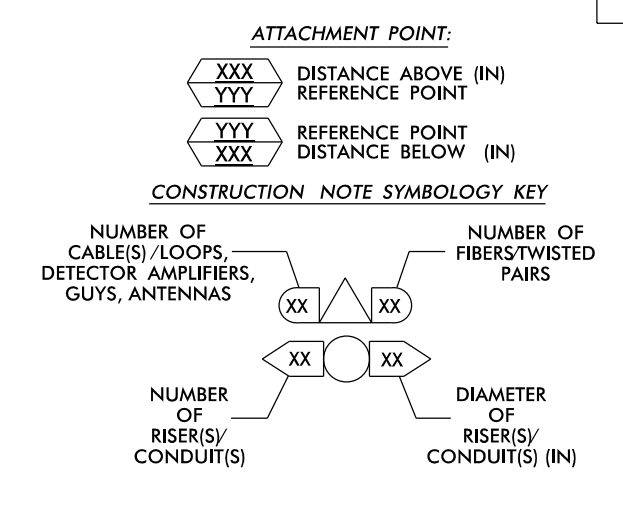 ATTACHMENT POINT:
XXX
YYY
DISTANCE ABOVE (IN)
REFERENCE POINT
YYY
XXX
REFERENCE POINT
DISTANCE BELOW (IN)
CONSTRUCTION NOTE SYMBOLOGY KEY
NUMBER OF
CABLE(S)/LOOPS,
DETECTOR AMPLIFIERS,
GUYS, ANTENNAS
NUMBER OF
FIBERS/TWISTED
PAIRS
XX
XX
XX
XX
NUMBER
OF
RISER(S)/
CONDUIT(S)
DIAMETER
OF
RISER(S)/
CONDUIT(S) (IN)